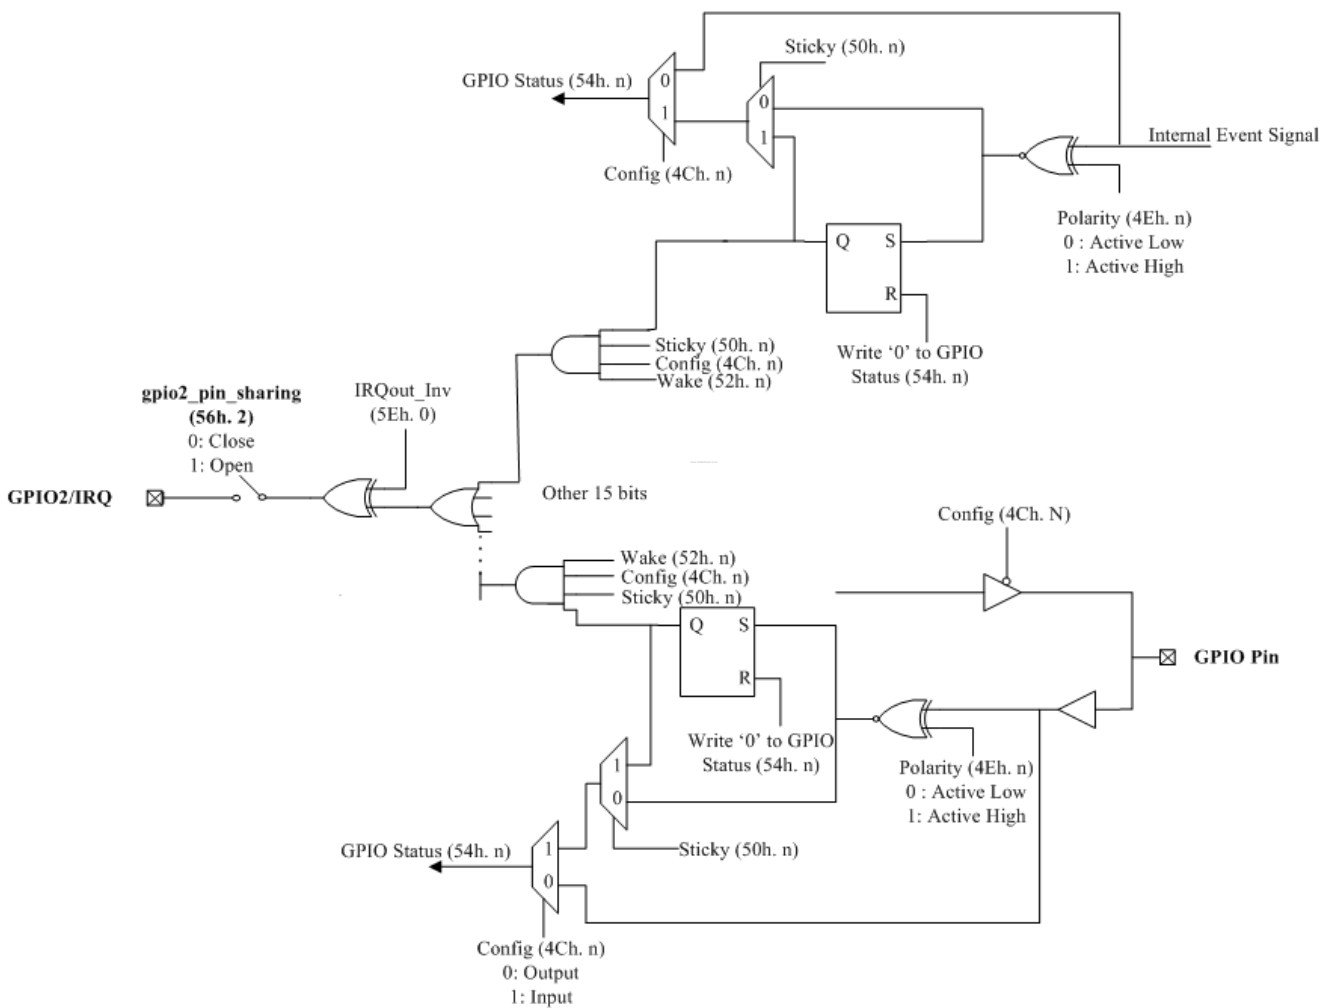 Sticky (50h. n)
GPIO Status (54h. n)
0
1
0
1
Internal Event Signal
Config (4Ch. n)
Polarity (4Eh. n)
0 : Active Low
1: Active High
Q
S
R
Write ‘0’ to GPIO
Status (54h. n)
Sticky (50h. n)
Config (4Ch. n)
Wake (52h. n)
gpio2_pin_sharing
(56h. 2)
0: Close
1: Open
IRQout_Inv
(5Eh. 0)
GPIO2/IRQ
Other 15 bits
Config (4Ch. N)
Wake (52h. n)
Config (4Ch. n)
Sticky (50h. n)
Q
S
R
GPIO Pin
Write ‘0’ to GPIO
Status (54h. n)
Polarity (4Eh. n)
0 : Active Low
1: Active High
1
0
Sticky (50h. n)
GPIO Status (54h. n)
1
0
Config (4Ch. n)
0: Output
1: Input